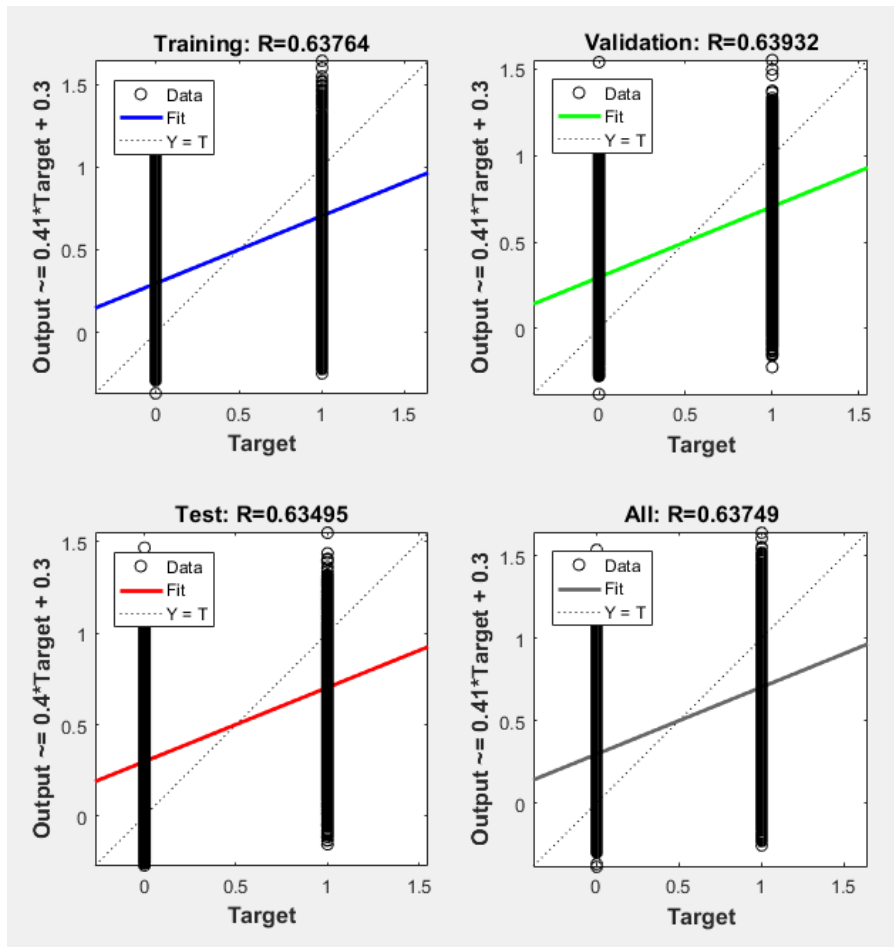 Training: R=0.63764
Output ~= 0.41*Target + 0.3
1.5
1
0.5
0
Data
Fit
Y = T
0
0.5
1
1.5
Target
Validation: R=0.63932
Output ~= 0.41*Target + 0.3
1.5
1
0.5
0
Data
Fit
Y = T
0
0.5
1
1.5
Target
Test: R=0.63495
Output ~= 0.4*Target + 0.3
1.5
1
0.5
0
Data
Fit
Y = T
0
0.5
1
1.5
Target
All: R=0.63749
Output ~= 0.41*Target + 0.3
1.5
1
0.5
0
Data
Fit
Y = T
0
0.5
1
1.5
Target